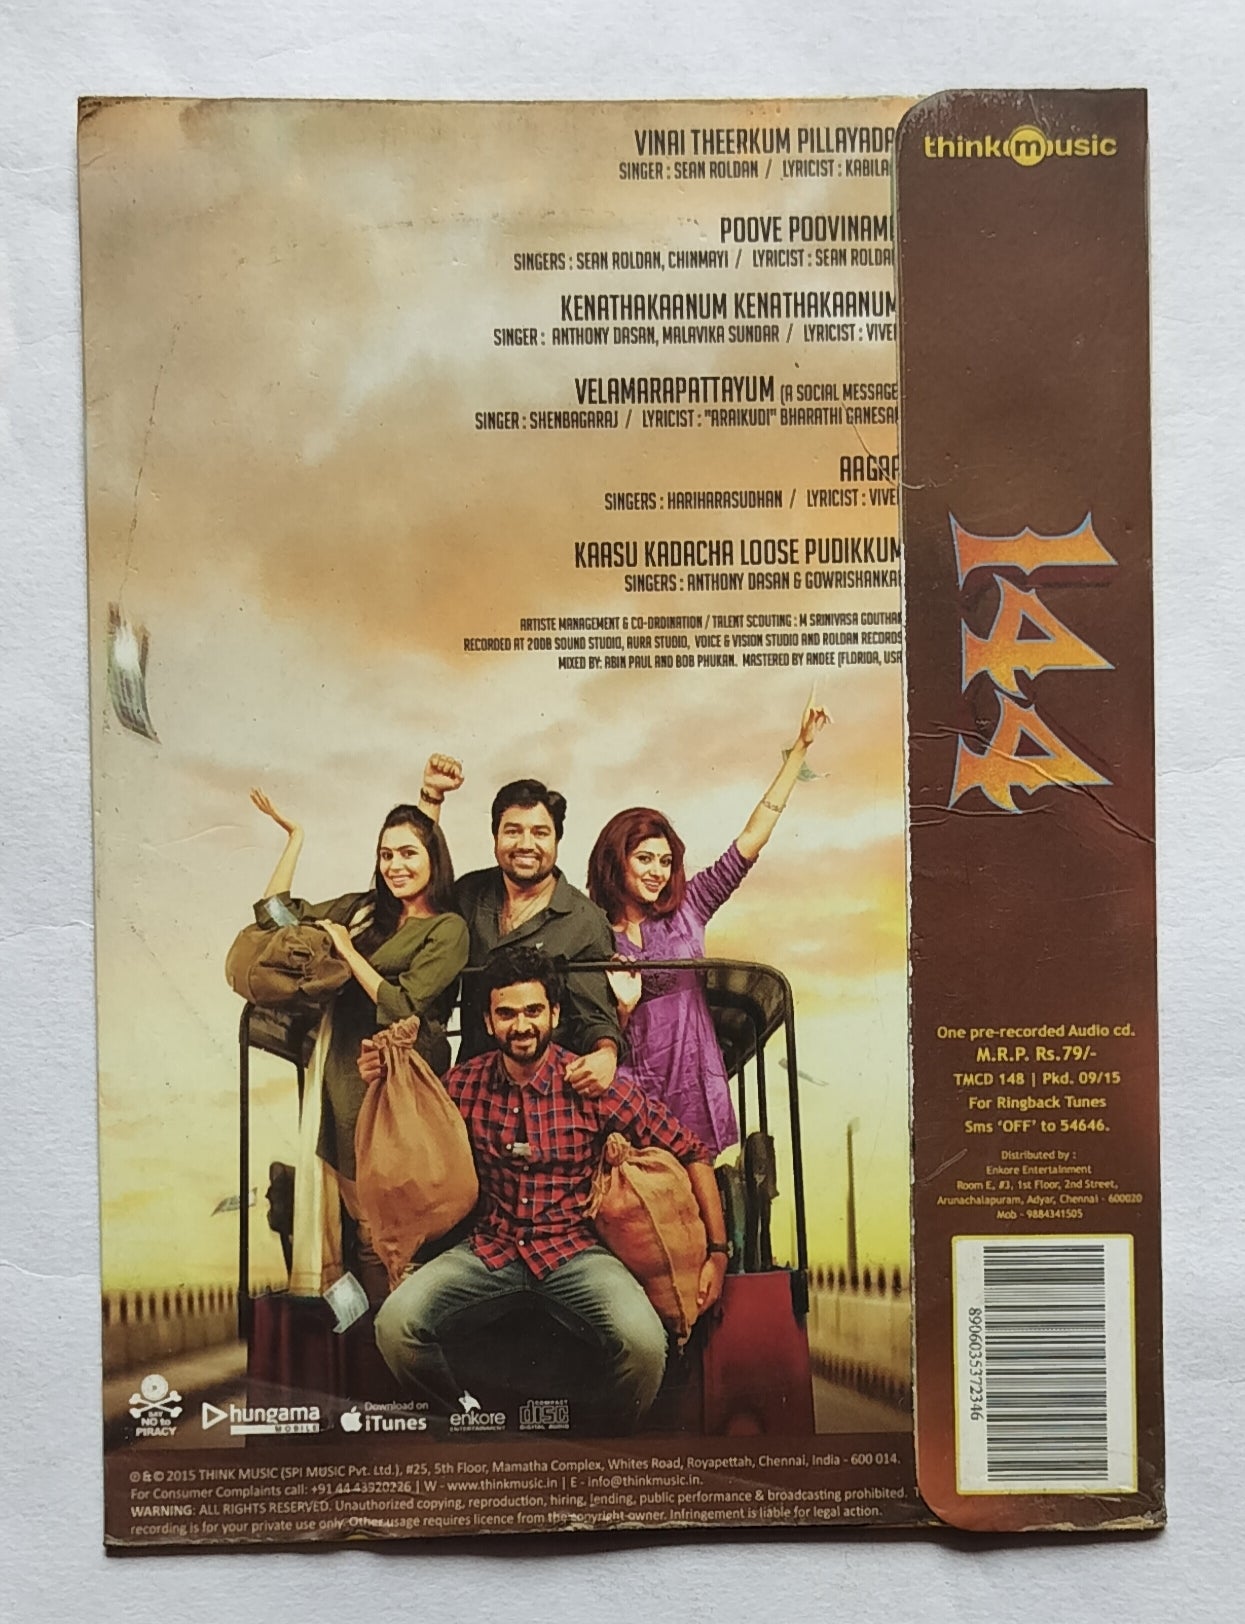 VINAI THEERKUM PILLAYADA
SINGER : SEAN ROLDAN / LYRICIST : KABILA
POOVE POOVINAM
SINGERS : SEAN ROLDAN, CHINMAYI / LYRICIST : SEAN ROLDA
KENATHAKAANUM KENATHAKAANUM
SINGER : ANTHONY DASAN, MALAVIKA SUNDAR / LYRICIST : VIVE
VELAMARAPATTAYUM (A SOCIAL MESSAGE
SINGER : SHENBAGARAJ / LYRICIST : "ARAIKUDI" BHARATHI GANESA
AAGAA
SINGERS : HARIHARASUDHAN / LYRICIST : VIVE
KAASU KADACHA LOOSE PUDIKKUM
SINGERS : ANTHONY DASAN & GOWRISHANKA
ARTISTE MANAGEMENT & CO-ORDINATION / TALENT SCOUTING : M SRINIVASA GOUTHA
RECORDED AT 20DB SOUND STUDIO, AURA STUDIO, VOICE & VISION STUDIO AND ROLDAN RECORDS
MIXED BY: ABIN PAUL AND BOB PHUKAN. MASTERED BY ANDEE (FLORIDA, USA
SAY
NO to
PIRACY
hungama
MOBILE
Download on
iTunes
enkore
ENTERTAINMENT
COMPACT
disc
DIGITAL AUDIO
℗ & © 2015 THINK MUSIC (SPI MUSIC Pvt. Ltd.), #25, 5th Floor, Mamatha Complex, Whites Road, Royapettah, Chennai, India - 600 014.
For Consumer Complaints call: +91 44 43920226 | W - www.thinkmusic.in | E - info@thinkmusic.in.
WARNING: ALL RIGHTS RESERVED. Unauthorized copying, reproduction, hiring, lending, public performance & broadcasting prohibited. T
recording is for your private use only. Other usage requires licence from the copyright owner. Infringement is liable for legal action.
think music
144
One pre-recorded Audio cd.
M.R.P. Rs.79/-
TMCD 148 | Pkd. 09/15
For Ringback Tunes
Sms ‘OFF’ to 54646.
Distributed by :
Enkore Entertainment
Room E, #3, 1st Floor, 2nd Street,
Arunachalapuram, Adyar, Chennai - 600020
Mob - 9884341505
8906035372346